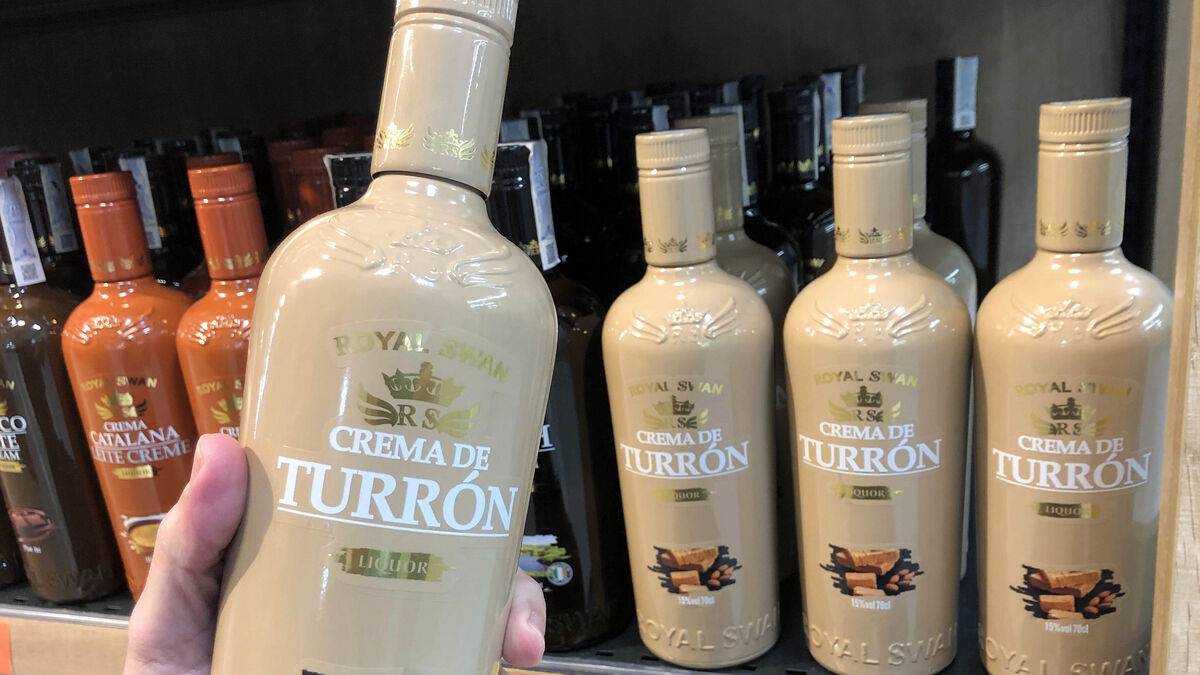 ROYAL SWAN
RS
CREMA DE
TURRÓN
LIQUOR
ROYAL SWAN
RS
CREMA DE
TURRÓN
LIQUOR
15%vol 70cl
ROYAL SWAN
ROYAL SWAN
RS
CREMA DE
TURRÓN
LIQUOR
15%vol 70cl
ROYAL SWAN
ROYAL SWAN
RS
CREMA DE
TURRÓN
LIQUOR
15%vol 70cl
ROYAL SWAN
ROYAL SWAN
CREMA
CATALANA
ROYAL